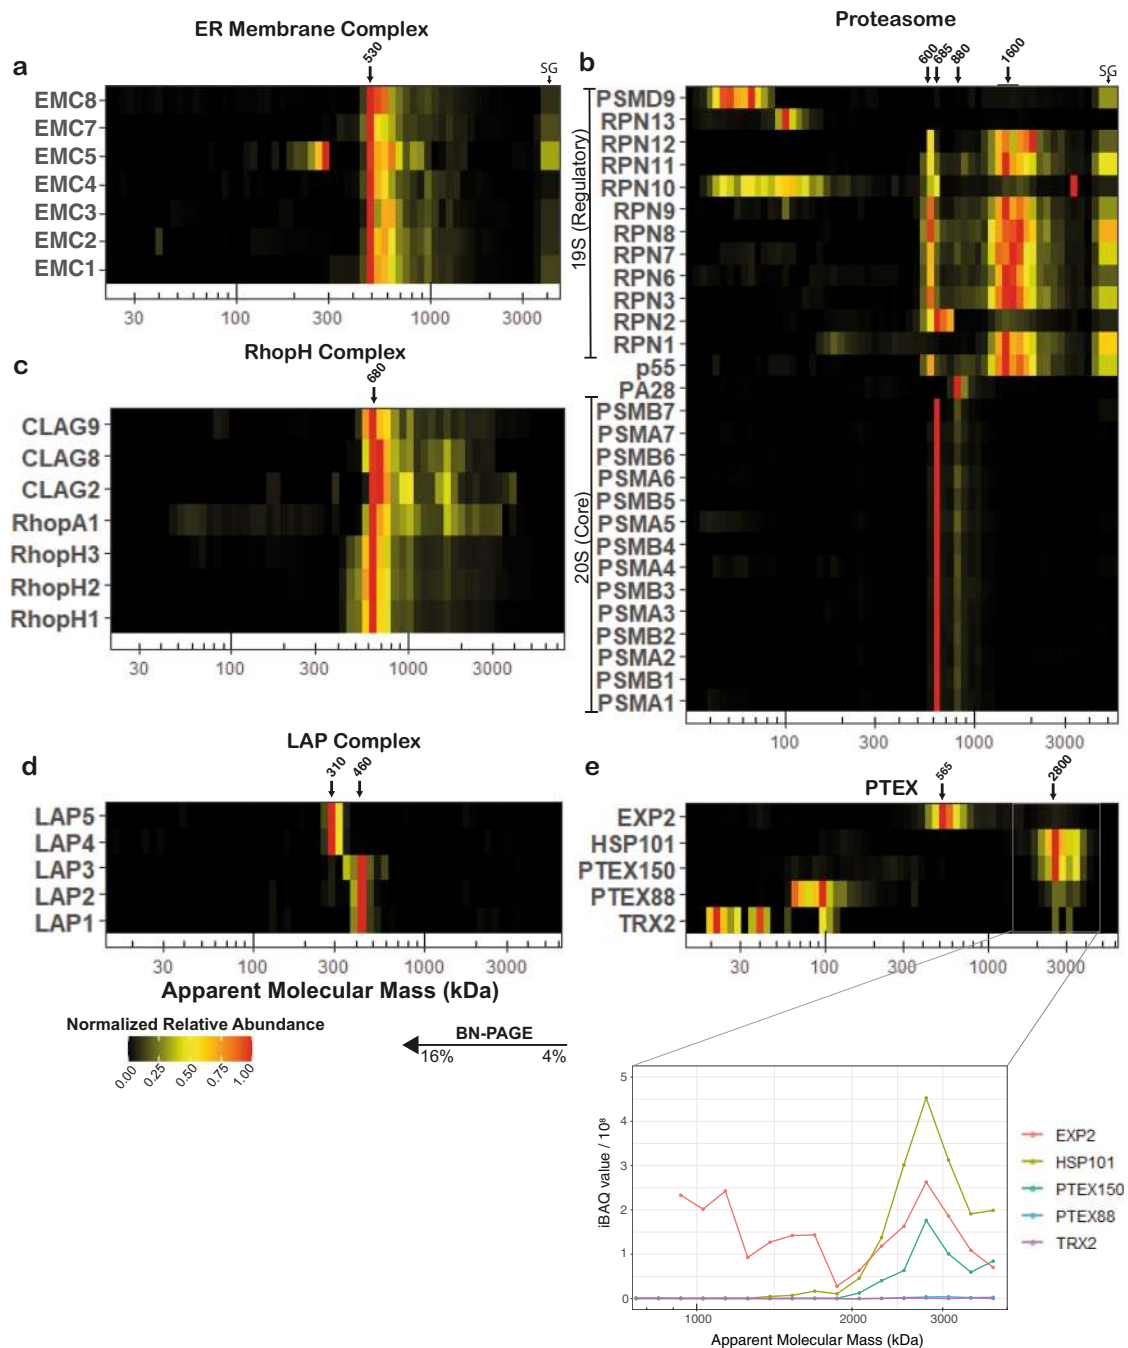 ER Membrane Complex
a
530
SG
EMC8
EMC7
EMC5
EMC4
EMC3
EMC2
EMC1
30 100 300 1000 3000
Proteasome
b
600 685 880 1600
SG
19S (Regulatory)
PSMD9
RPN13
RPN12
RPN11
RPN10
RPN9
RPN8
RPN7
RPN6
RPN3
RPN2
RPN1
p55
PA28
20S (Core)
PSMB7
PSMA7
PSMB6
PSMA6
PSMB5
PSMA5
PSMB4
PSMA4
PSMB3
PSMA3
PSMB2
PSMA2
PSMB1
PSMA1
100 300 1000 3000
RhopH Complex
c
680
CLAG9
CLAG8
CLAG2
RhopA1
RhopH3
RhopH2
RhopH1
30 100 300 1000 3000
LAP Complex
d
310 460
LAP5
LAP4
LAP3
LAP2
LAP1
30 100 300 1000 3000
Apparent Molecular Mass (kDa)
Normalized Relative Abundance
0.00 0.25 0.50 0.75 1.00
BN-PAGE
16% 4%
e
PTEX
565 2800
EXP2
HSP101
PTEX150
PTEX88
TRX2
30 100 300 1000 3000
iBAQ value / 10⁸
5
4
3
2
1
0
1000 2000 3000
Apparent Molecular Mass (kDa)
EXP2
HSP101
PTEX150
PTEX88
TRX2